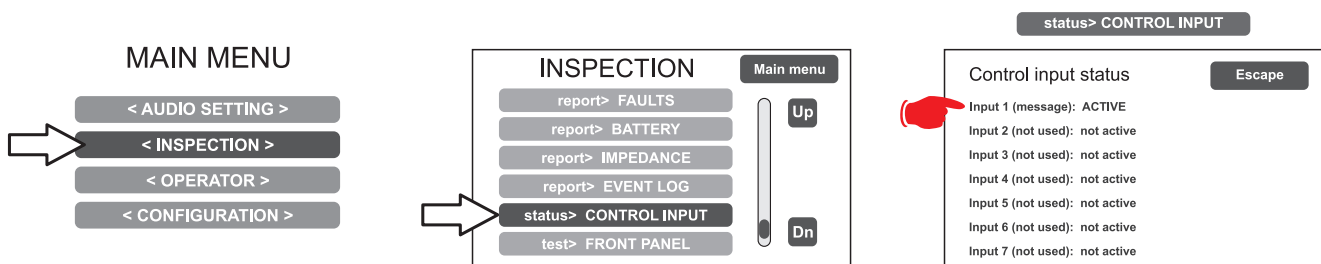 MAIN MENU
< AUDIO SETTING >
< INSPECTION >
< OPERATOR >
< CONFIGURATION >
INSPECTION
Main menu
report> FAULTS
report> BATTERY
report> IMPEDANCE
report> EVENT LOG
status> CONTROL INPUT
test> FRONT PANEL
Up
Dn
status> CONTROL INPUT
Control input status
Escape
Input 1 (message): ACTIVE
Input 2 (not used): not active
Input 3 (not used): not active
Input 4 (not used): not active
Input 5 (not used): not active
Input 6 (not used): not active
Input 7 (not used): not active